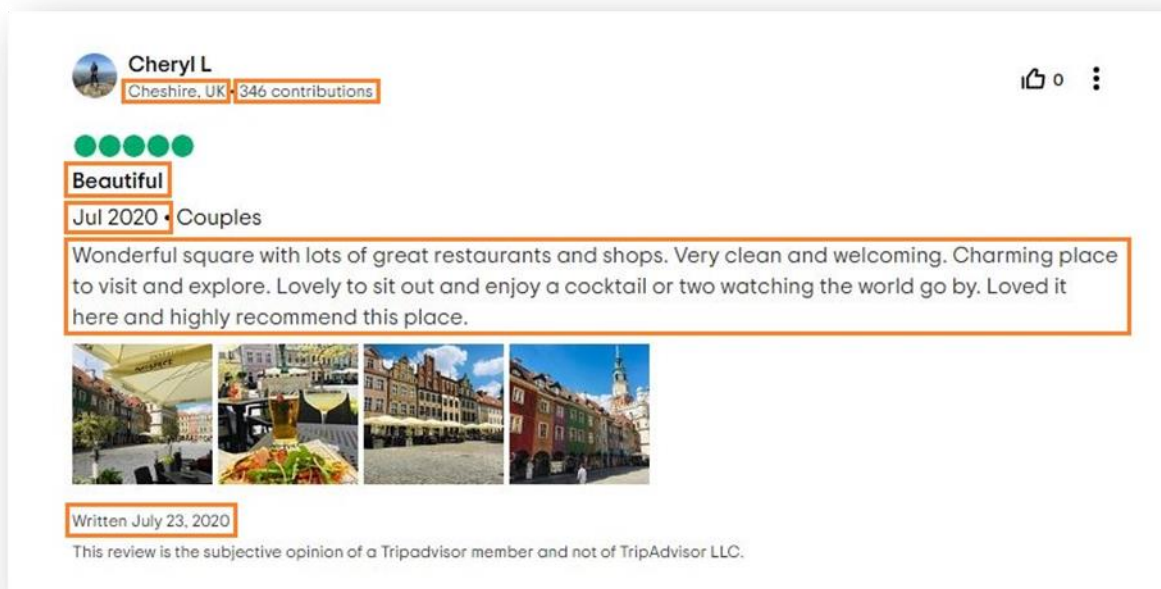 Cheryl L
Cheshire, UK • 346 contributions
0
Beautiful
Jul 2020 • Couples
Wonderful square with lots of great restaurants and shops. Very clean and welcoming. Charming place
to visit and explore. Lovely to sit out and enjoy a cocktail or two watching the world go by. Loved it
here and highly recommend this place.
Written July 23, 2020
This review is the subjective opinion of a Tripadvisor member and not of TripAdvisor LLC.